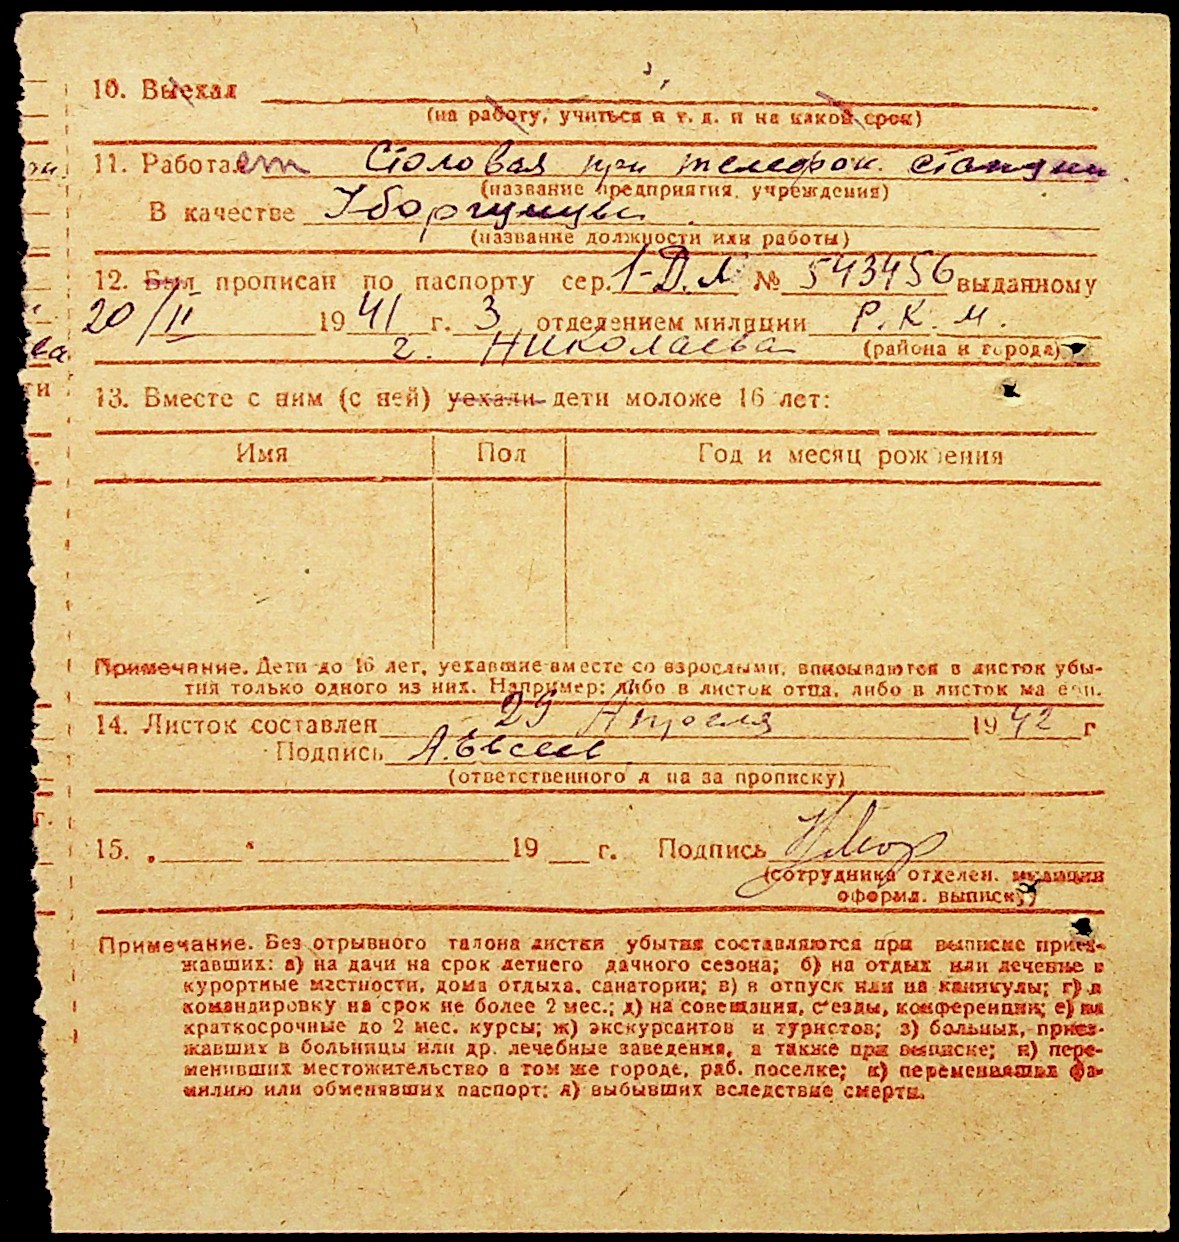 10. Выехал
(на работу, учиться и т. д. и на какой срок)
11. Работает Столовая при телефон. станции
(название предприятия, учреждения)
В качестве Уборщицы
(название должности или работы)
12. Был прописан по паспорту сер. 1-Д.Л № 543456 выданному
20/II 1941 г. 3 отделением милиции Р. К. М.
г. Николаева (района и города)
13. Вместе с ним (с ней) уехали дети моложе 16 лет:
Имя Пол Год и месяц рождения
Примечание. Дети до 16 лет, уехавшие вместе со взрослыми, вписываются в листок убы-
тия только одного из них. Например: либо в листок отца, либо в листок матери.
14. Листок составлен 29 Апреля 1942 г
Подпись А. Евсеев
(ответственного лица за прописку)
15. „ “ 19 г. Подпись
(сотрудника отделен. милиции
оформл. выписку)
Примечание. Без отрывного талона листки убытия составляются при выписке приез-
жавших: а) на дачи на срок летнего дачного сезона; б) на отдых или лечение в
курортные местности, дома отдыха, санатории; в) в отпуск или на каникулы; г) в
командировку на срок не более 2 мес.; д) на совещания, с'езды, конференции; е) на
краткосрочные до 2 мес. курсы; ж) экскурсантов и туристов; з) больных, приез-
жавших в больницы или др. лечебные заведения, а также при выписке; и) пере-
менивших местожительство в том же городе, раб. поселке; к) переменивших фа-
милию или обменявших паспорт; л) выбывших вследствие смерти.